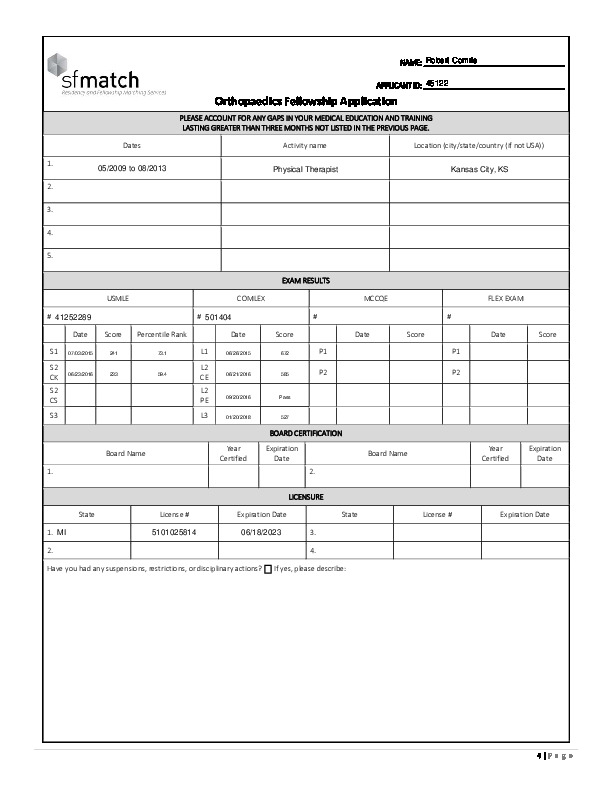 sfmatch
Residency and Fellowship Matching Services
NAME: Robert Comrie
APPLICANT ID: 45122
Orthopaedics Fellowship Application
PLEASE ACCOUNT FOR ANY GAPS IN YOUR MEDICAL EDUCATION AND TRAINING
LASTING GREATER THAN THREE MONTHS NOT LISTED IN THE PREVIOUS PAGE.
Dates Activity name Location (city/state/country (if not USA))
1. 05/2009 to 08/2013 Physical Therapist Kansas City, KS
2.
3.
4.
5.
EXAM RESULTS
USMLE COMLEX MCCQE FLEX EXAM
# 41252289 # 501404 # #
Date Score Percentile Rank Date Score Date Score Date Score
S1 07/03/2015 241 73.1 L1 632 P1 P1
S2 CK 06/23/2016 L2 CE 06/21/2016 585 P2 P2
S2 CS L2 PE 09/20/2016 Pass
S3 L3 01/20/2018 527
BOARD CERTIFICATION
Board Name Year Certified Expiration Date Board Name Year Certified Expiration Date
1. 2.
LICENSURE
State License # Expiration Date State License # Expiration Date
1. MI 5101025814 06/18/2023 3.
2. 4.
Have you had any suspensions, restrictions, or disciplinary actions? If yes, please describe:
4 | Page